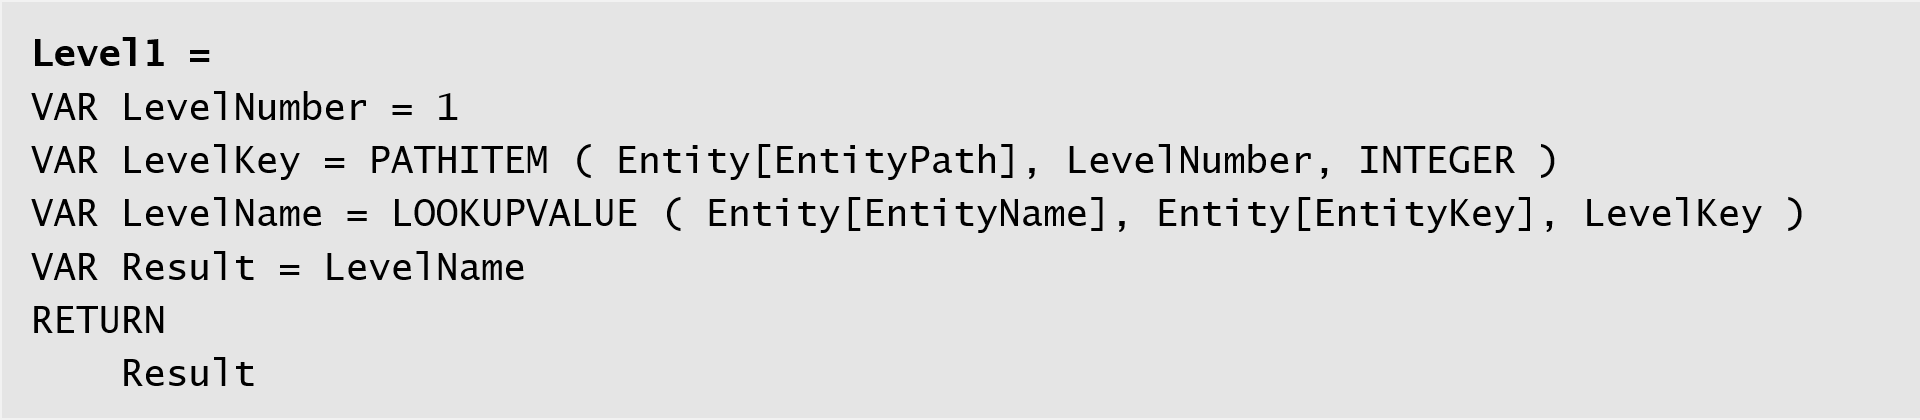 Level1 =
VAR LevelNumber = 1
VAR LevelKey = PATHITEM ( Entity[EntityPath], LevelNumber, INTEGER )
VAR LevelName = LOOKUPVALUE ( Entity[EntityName], Entity[EntityKey], LevelKey )
VAR Result = LevelName
RETURN
    Result